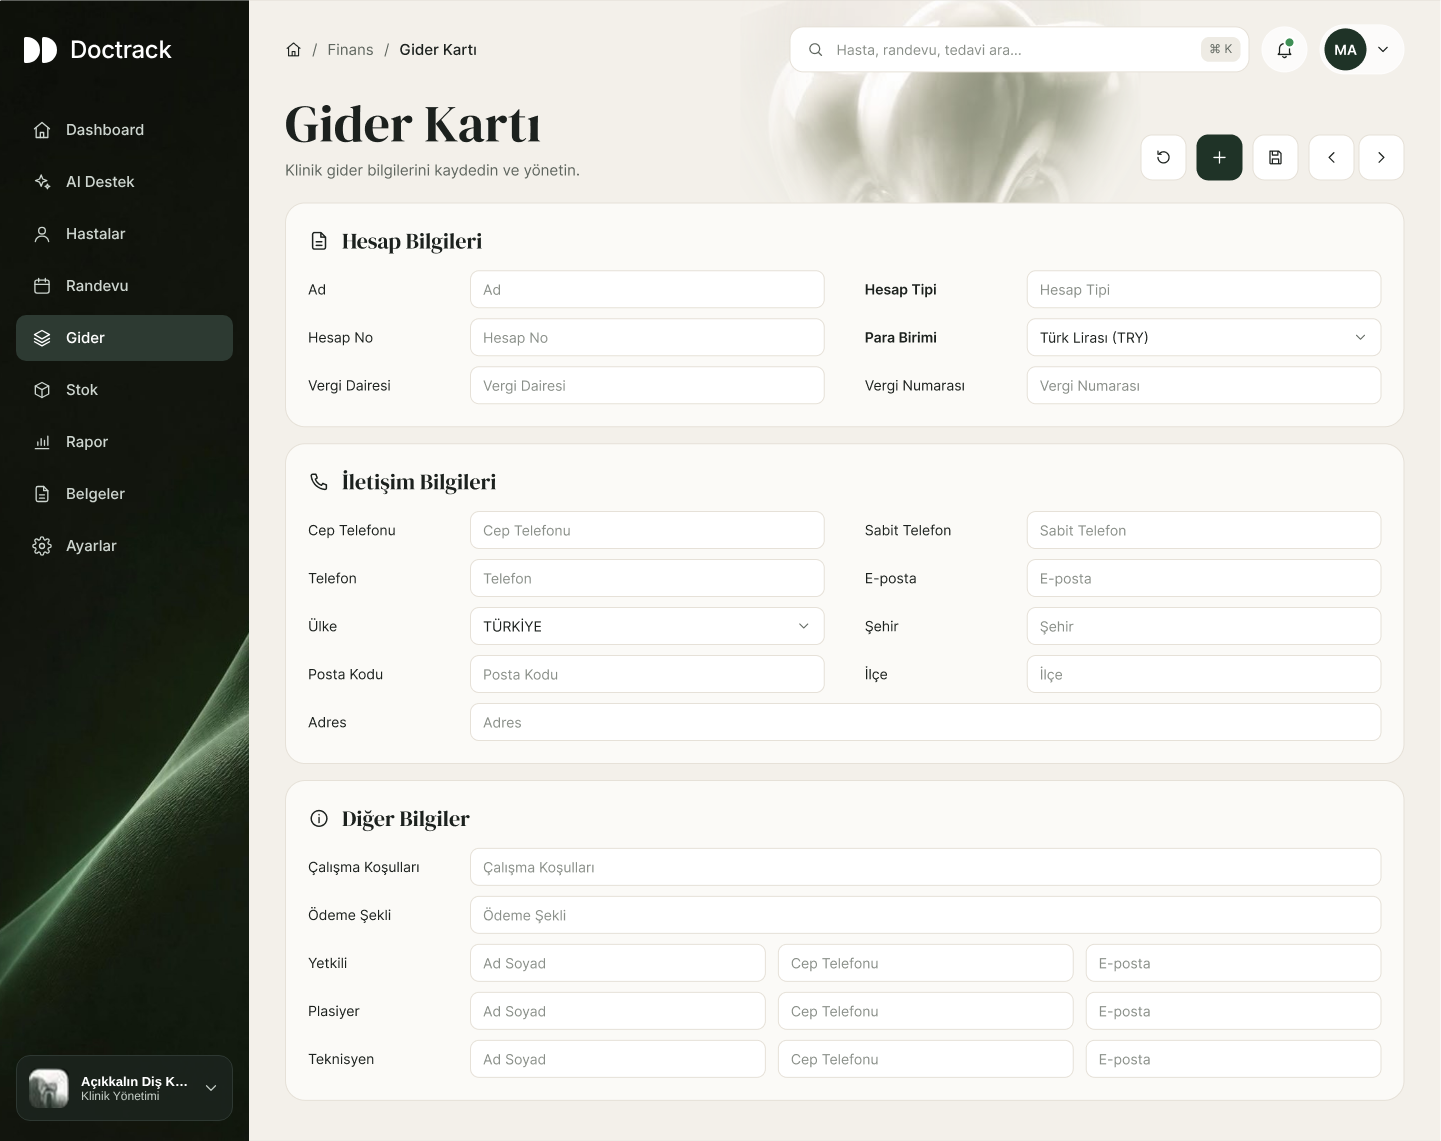 Doctrack
Dashboard
AI Destek
Hastalar
Randevu
Gider
Stok
Rapor
Belgeler
Ayarlar
Açıkkalın Diş K...
Klinik Yönetimi
/ Finans / Gider Kartı
Hasta, randevu, tedavi ara...
⌘ K
MA
Gider Kartı
Klinik gider bilgilerini kaydedin ve yönetin.
Hesap Bilgileri
Ad Ad Hesap Tipi Hesap Tipi
Hesap No Hesap No Para Birimi Türk Lirası (TRY)
Vergi Dairesi Vergi Dairesi Vergi Numarası Vergi Numarası
İletişim Bilgileri
Cep Telefonu Cep Telefonu Sabit Telefon Sabit Telefon
Telefon Telefon E-posta E-posta
Ülke TÜRKİYE Şehir Şehir
Posta Kodu Posta Kodu İlçe İlçe
Adres Adres
Diğer Bilgiler
Çalışma Koşulları Çalışma Koşulları
Ödeme Şekli Ödeme Şekli
Yetkili Ad Soyad Cep Telefonu E-posta
Plasiyer Ad Soyad Cep Telefonu E-posta
Teknisyen Ad Soyad Cep Telefonu E-posta